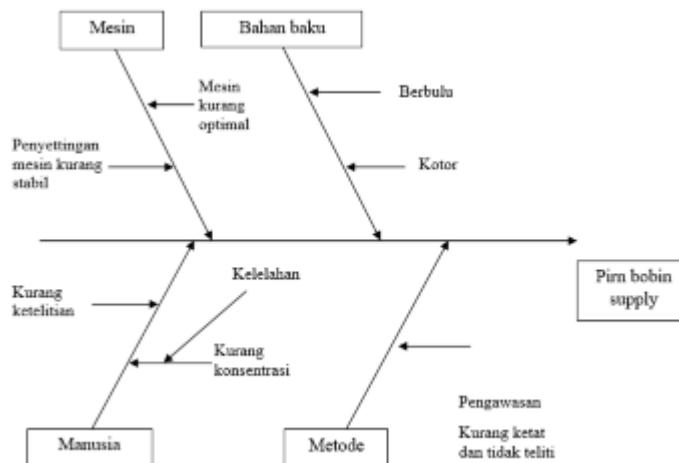 Mesin
Bahan baku
Mesin
kurang
optimal
Berbulu
Penyettingan
mesin kurang
stabil
Kotor
Kelelahan
Kurang
ketelitian
Pirn bobin
supply
Kurang
konsentrasi
Pengawasan
Kurang ketat
dan tidak teliti
Manusia
Metode